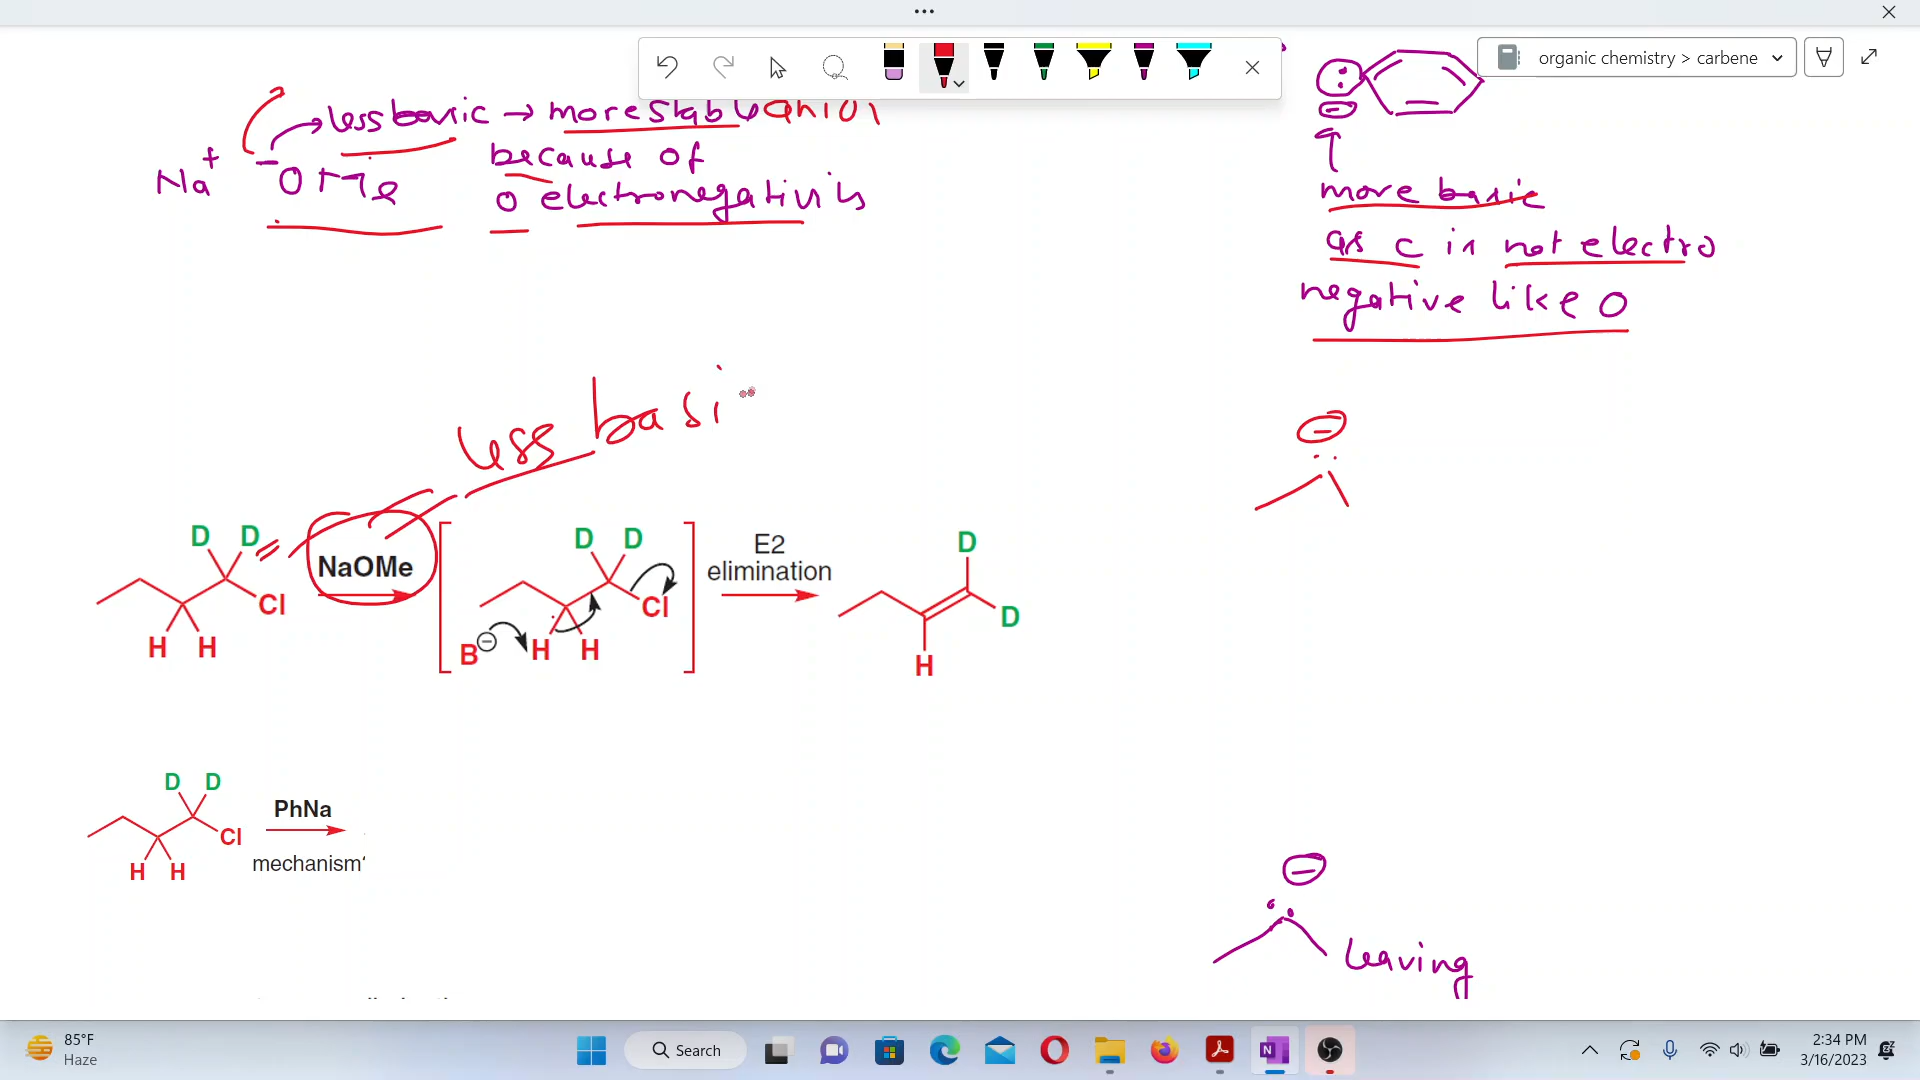 ...
organic chemistry > carbene
less basic → more stable anion
Na+ -OMe
because of
O electronegativity
⊖
more basic
as C is not electro
negative like O
less basi
⊖
D D
NaOMe
Cl
H H
D D
Cl
B⊖
H H
E2
elimination
D
D
H
D D
PhNa
Cl
mechanism?
H H
⊖
leaving
85°F
Haze
Search
2:34 PM
3/16/2023